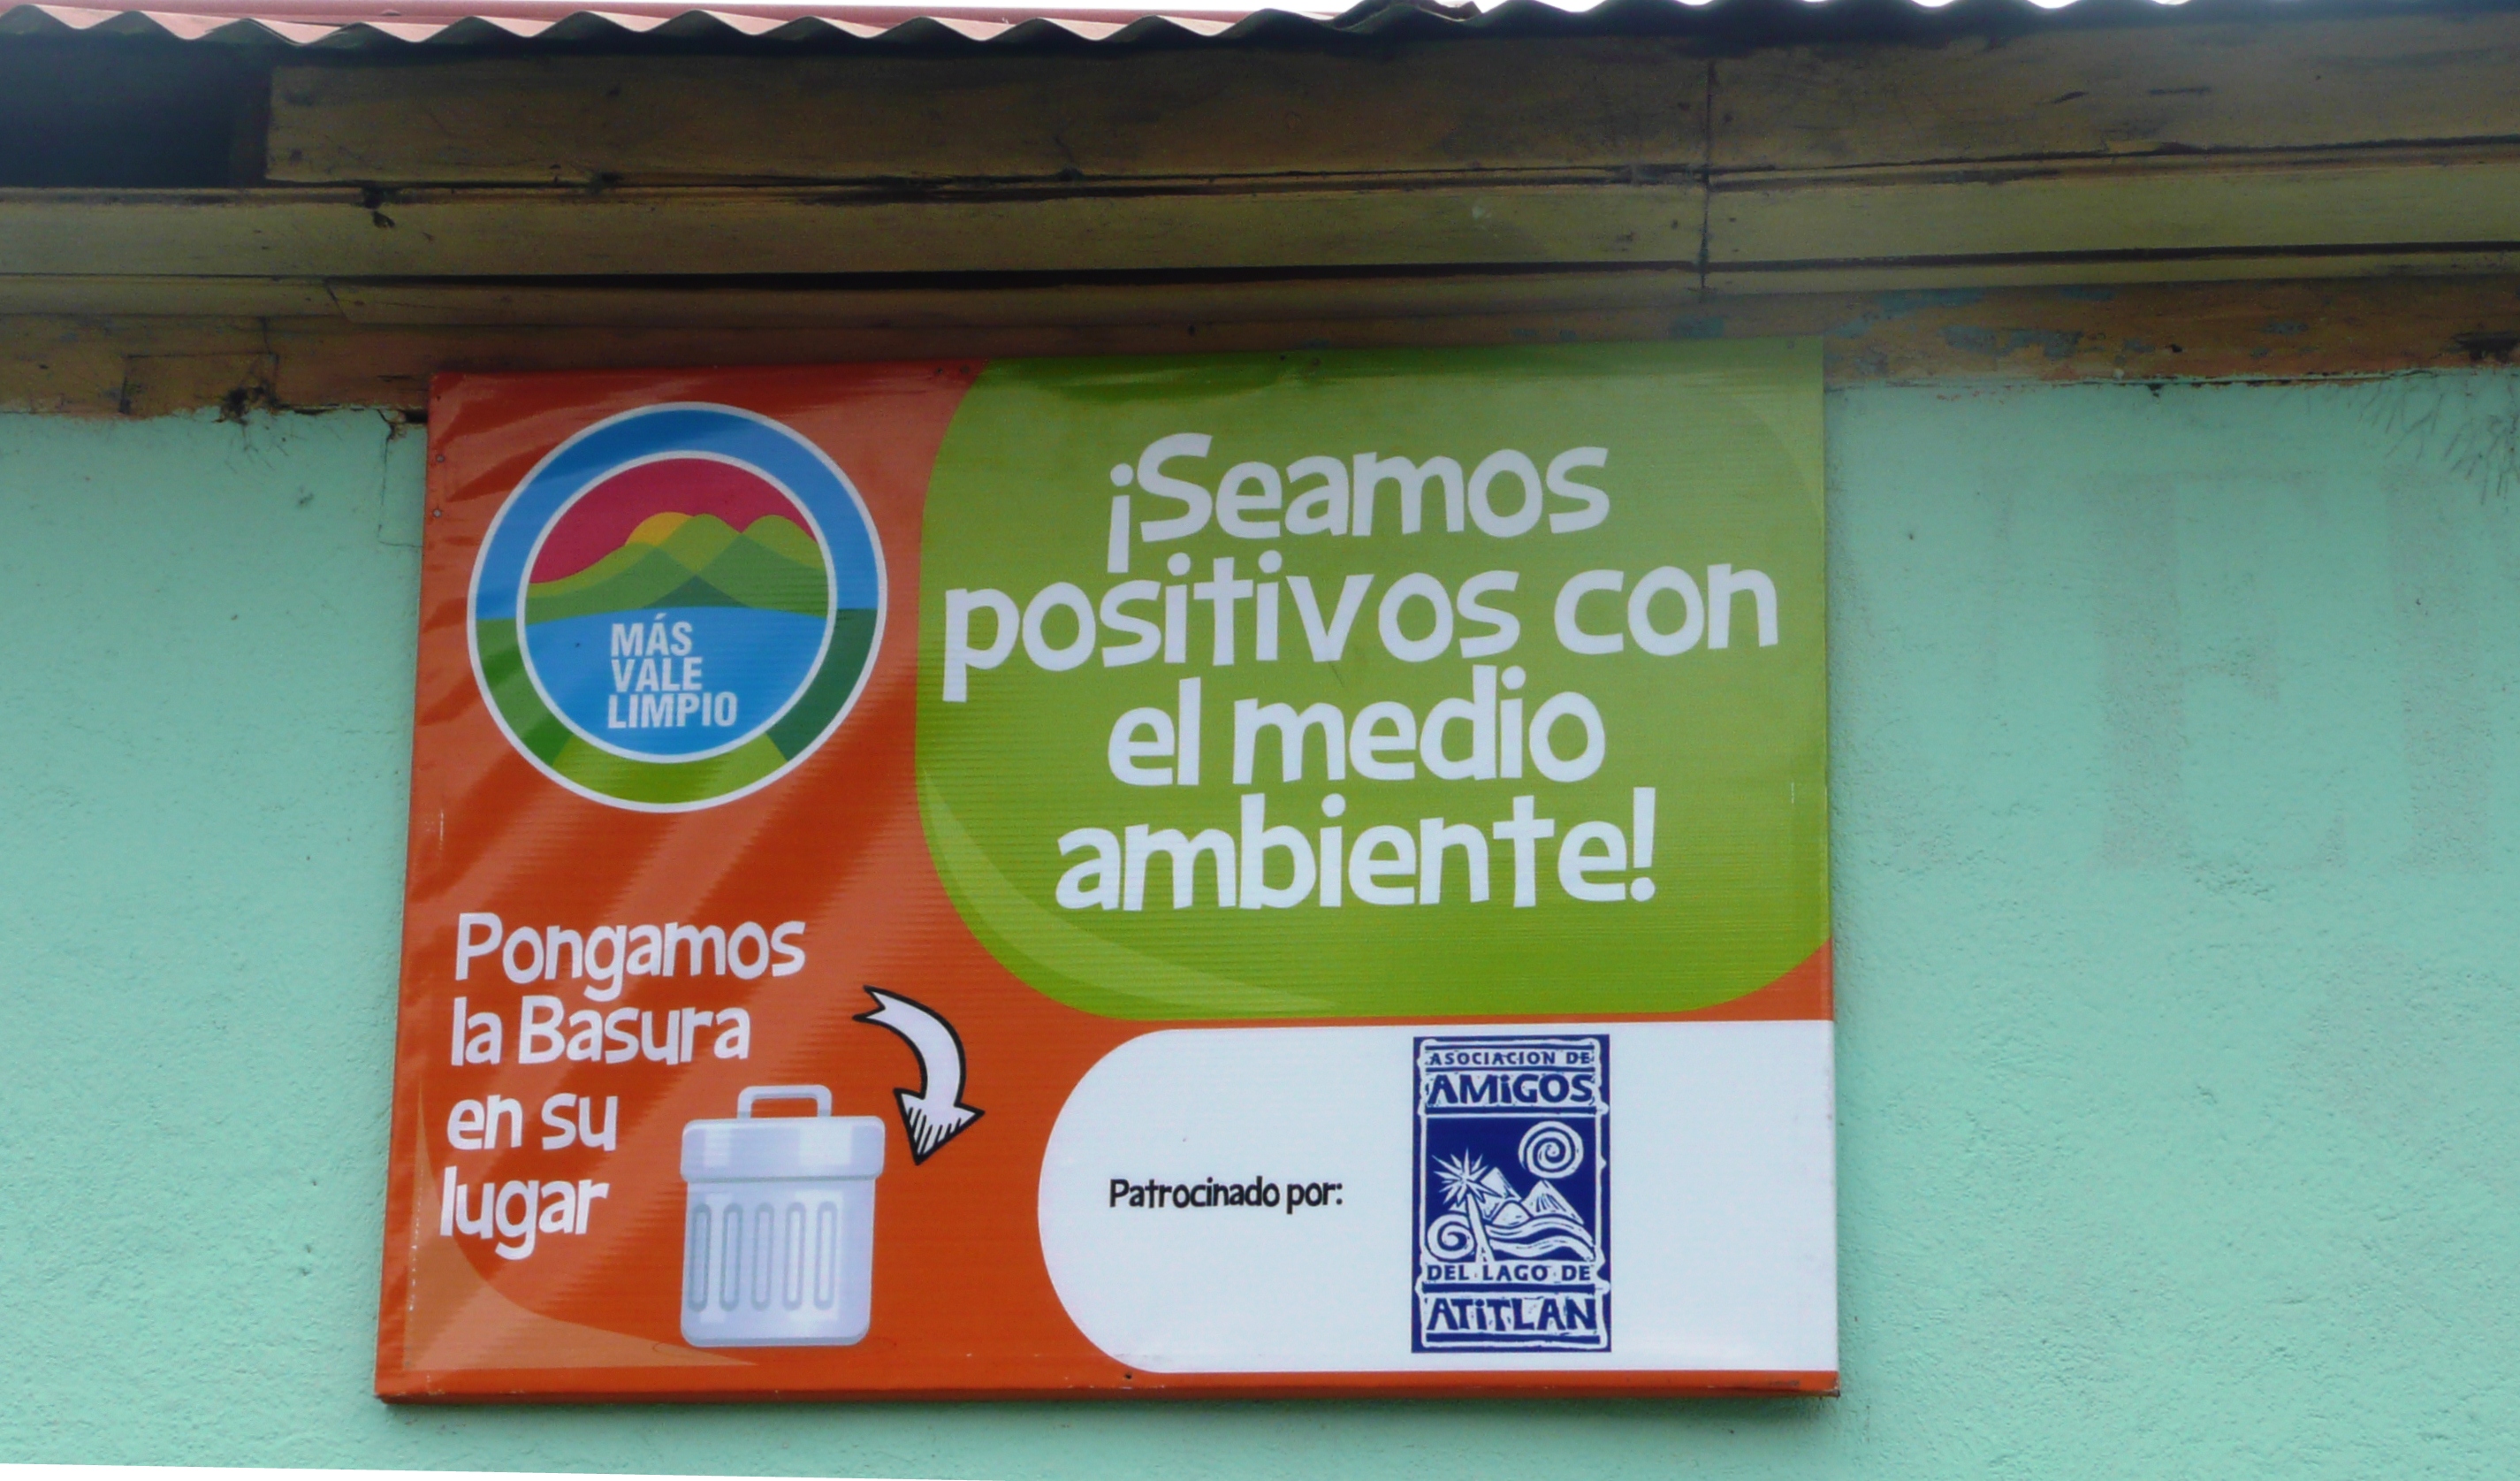 MÁS
VALE
LIMPIO
¡Seamos
positivos con
el medio
ambiente!
Pongamos
la Basura
en su
lugar
Patrocinado por:
ASOCIACION DE
AMiGOS
DEL LAGO DE
ATiTLAN